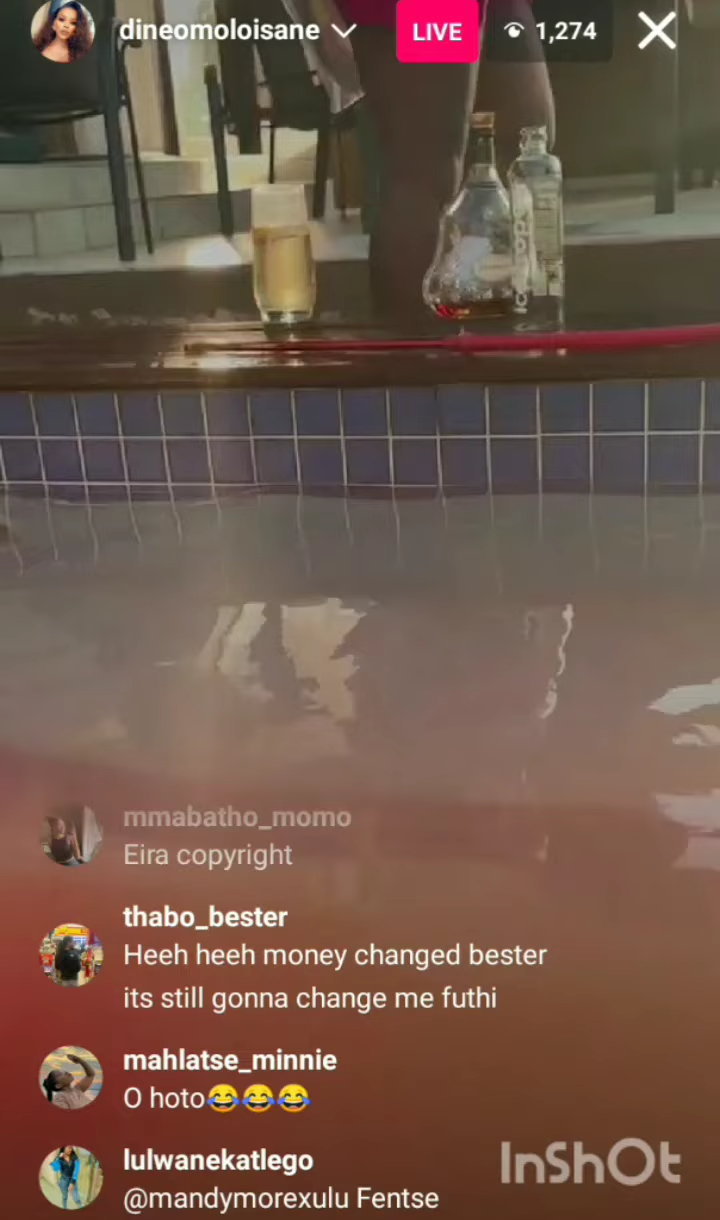 dineomoloisane
LIVE
1,274
mmabatho_momo
Eira copyright
thabo_bester
Heeh heeh money changed bester
its still gonna change me futhi
mahlatse_minnie
O hoto😂😂😂
lulwanekatlego
@mandymorexulu Fentse
InShOt